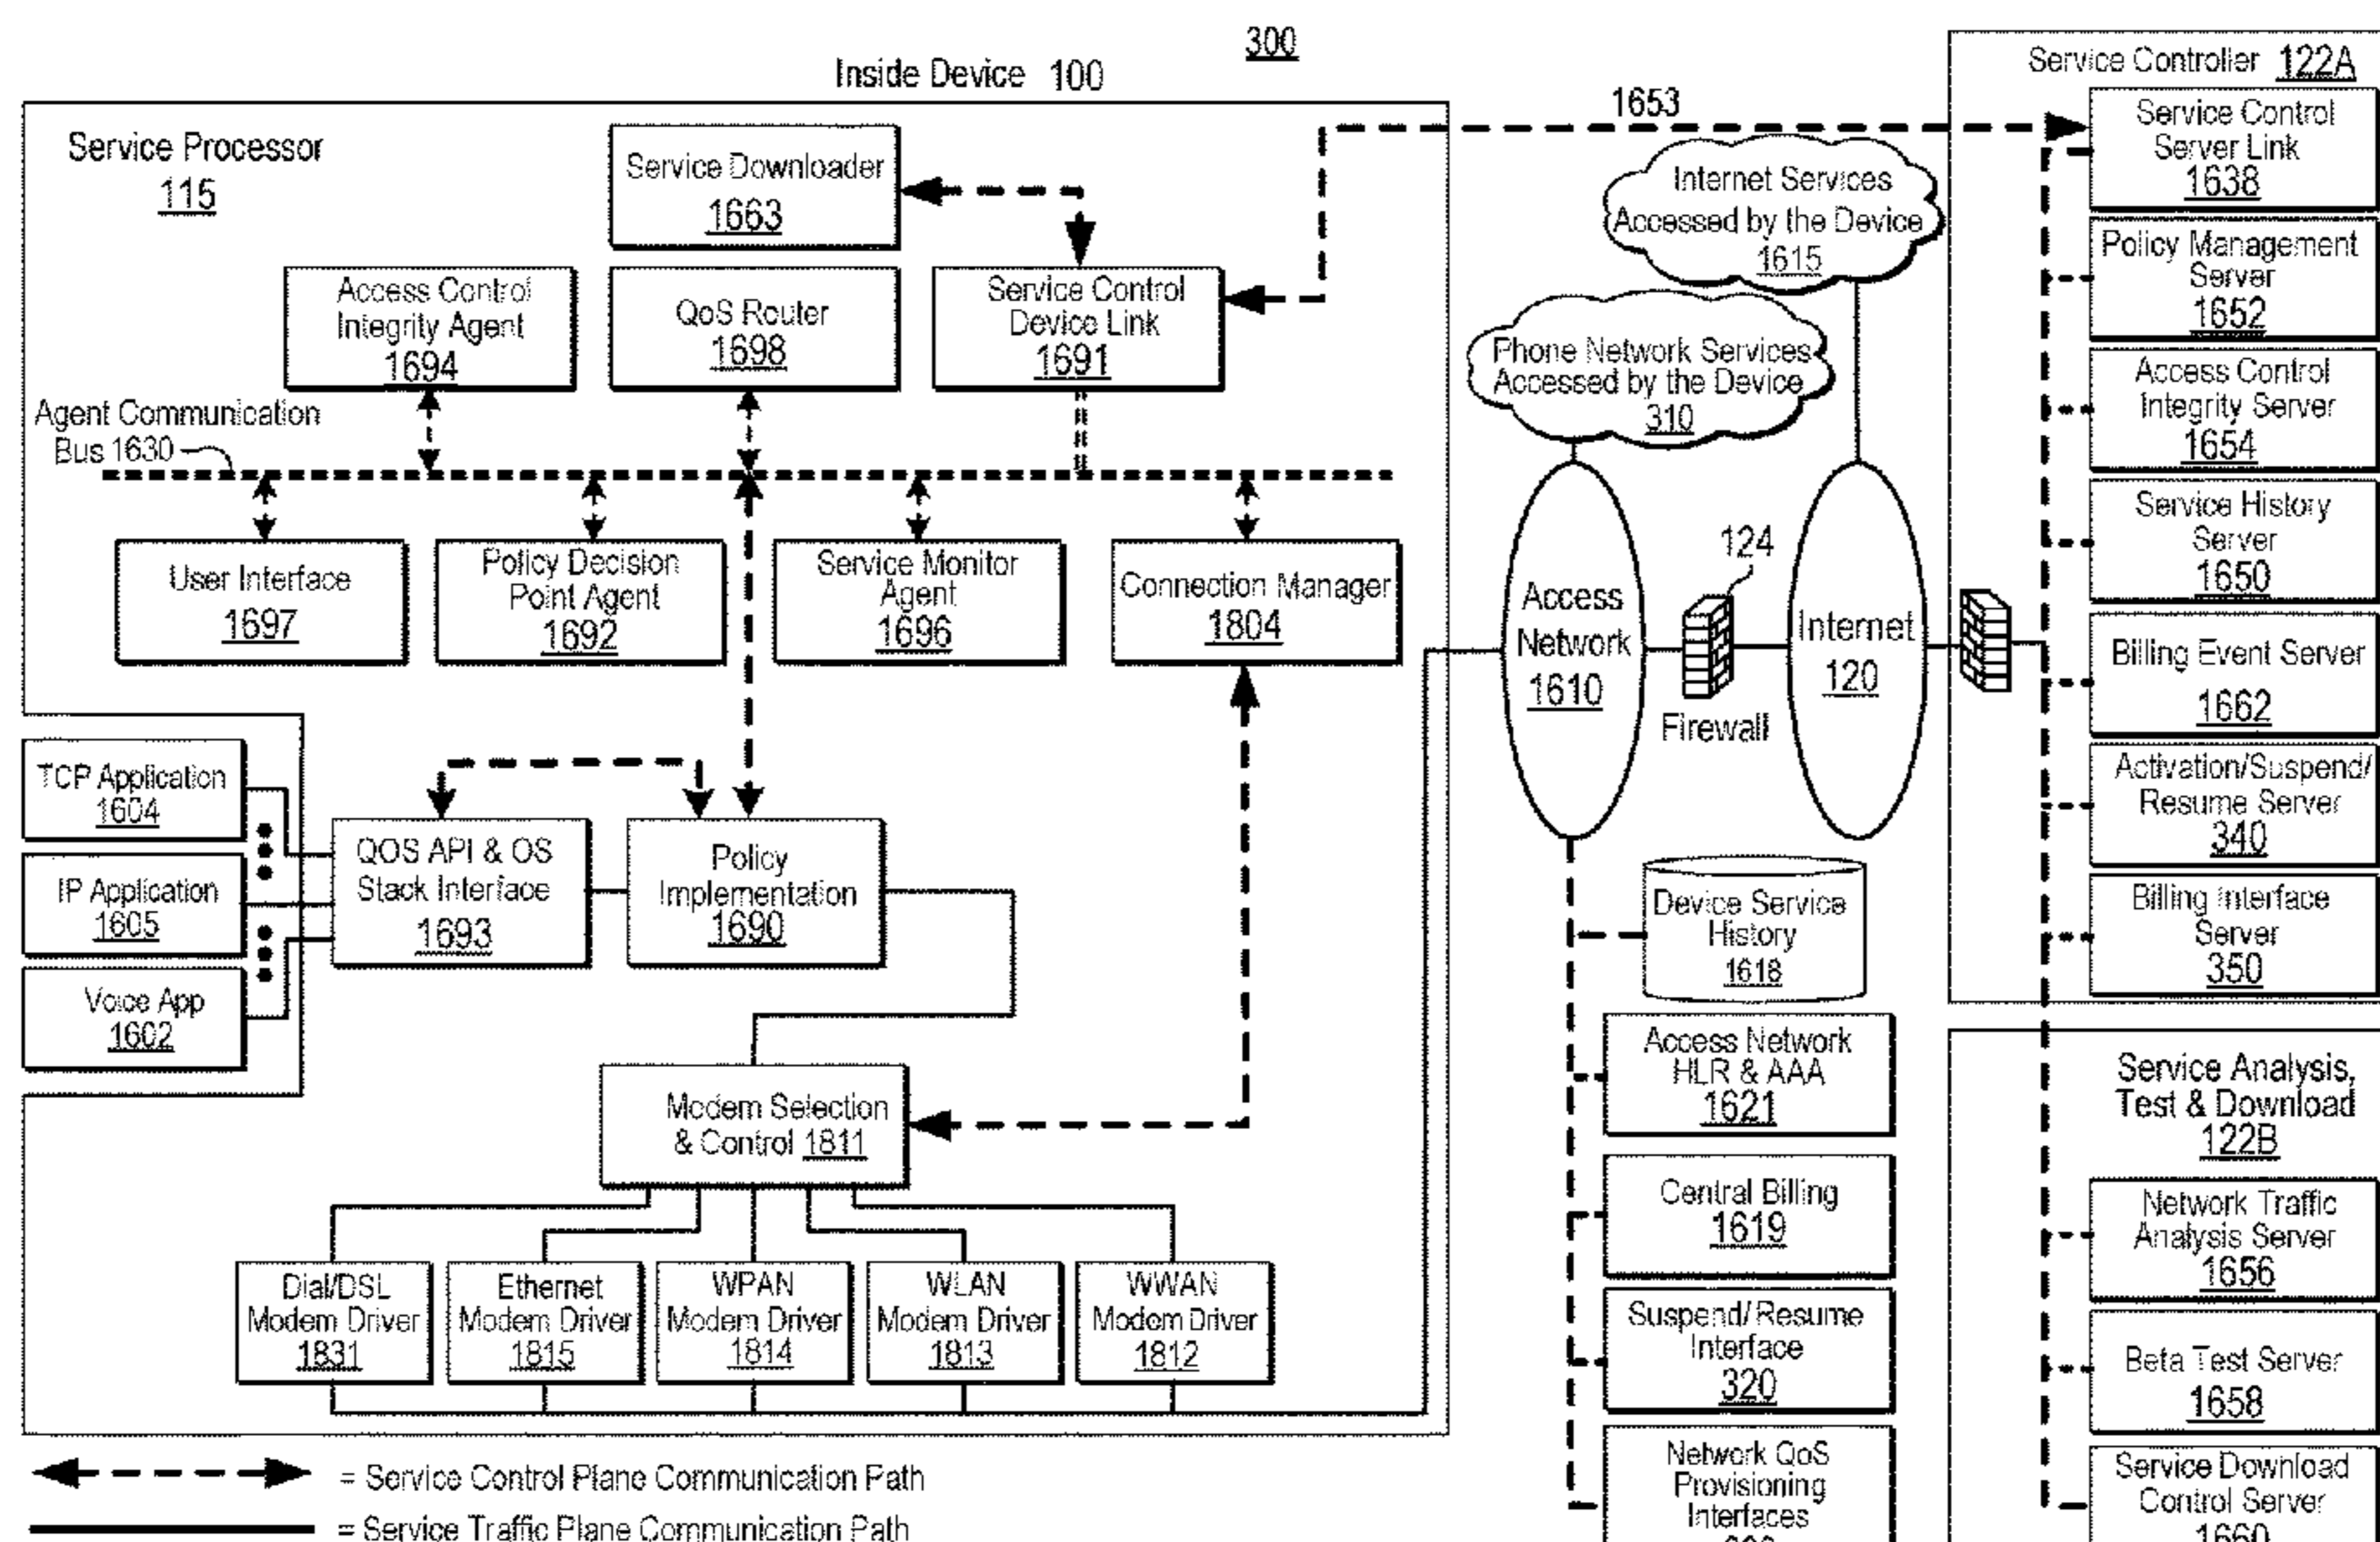 300
Inside Device 100
Service Processor
115
Service Downloader
1663
Access Control
Integrity Agent
1694
QoS Router
1698
Service Control
Device Link
1691
Agent Communication
Bus 1630
User Interface
1697
Policy Decision
Point Agent
1692
Service Monitor
Agent
1696
Connection Manager
1804
TCP Application
1604
IP Application
1605
Voice App
1602
QOS API & OS
Stack Interface
1693
Policy
Implementation
1690
Modem Selection
& Control 1811
Dial/DSL
Modem Driver
1831
Ethernet
Modem Driver
1815
WPAN
Modem Driver
1814
WLAN
Modem Driver
1813
WWAN
Modem Driver
1812
= Service Control Plane Communication Path
= Service Traffic Plane Communication Path
1653
Internet Services
Accessed by the Device
1615
Phone Network Services
Accessed by the Device
310
Access
Network
1610
124
Firewall
Internet
120
Device Service
History
1618
Access Network
HLR & AAA
1621
Central Billing
1619
Suspend/Resume
Interface
320
Network QoS
Provisioning
Interfaces
Service Controller 122A
Service Control
Server Link
1638
Policy Management
Server
1652
Access Control
Integrity Server
1654
Service History
Server
1650
Billing Event Server
1662
Activation/Suspend/
Resume Server
340
Billing Interface
Server
350
Service Analysis,
Test & Download
122B
Network Traffic
Analysis Server
1656
Beta Test Server
1658
Service Download
Control Server
1660